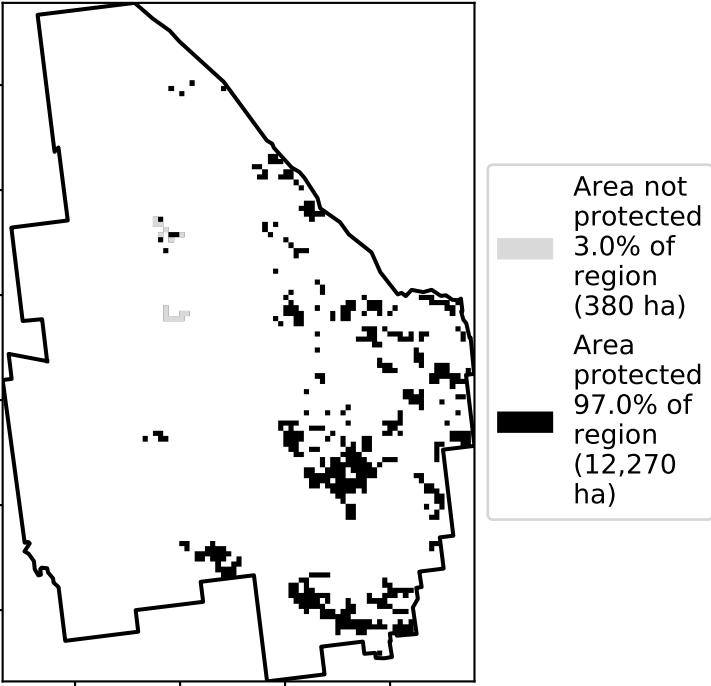 Area not
protected
3.0% of
region
(380 ha)
Area
protected
97.0% of
region
(12,270
ha)